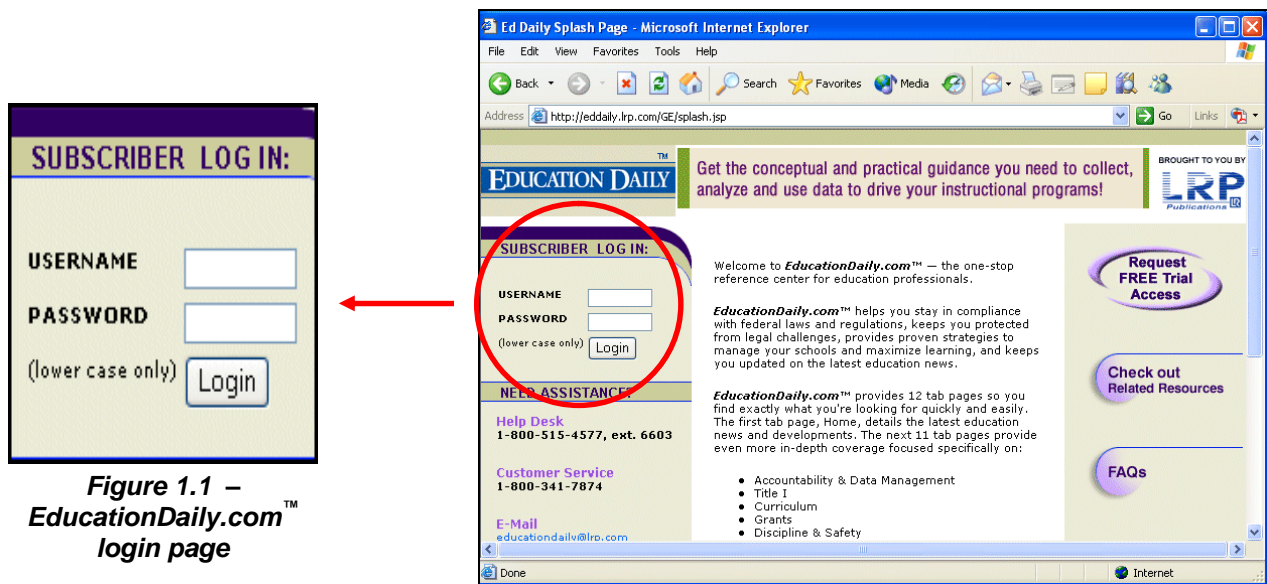 SUBSCRIBER LOG IN:
USERNAME
PASSWORD
(lower case only) Login
Figure 1.1 –
EducationDaily.com™
login page
Ed Daily Splash Page - Microsoft Internet Explorer
File Edit View Favorites Tools Help
Back Search Favorites Media
Address http://eddaily.lrp.com/GE/splash.jsp Go Links
EDUCATION DAILY™
Get the conceptual and practical guidance you need to collect,
analyze and use data to drive your instructional programs!
BROUGHT TO YOU BY
LRP
Publications
SUBSCRIBER LOG IN:
USERNAME
PASSWORD
(lower case only) Login
NEED ASSISTANCE?
Help Desk
1-800-515-4577, ext. 6603
Customer Service
1-800-341-7874
E-Mail
educationdaily@lrp.com
Welcome to EducationDaily.com™ — the one-stop
reference center for education professionals.
EducationDaily.com™ helps you stay in compliance
with federal laws and regulations, keeps you protected
from legal challenges, provides proven strategies to
manage your schools and maximize learning, and keeps
you updated on the latest education news.
EducationDaily.com™ provides 12 tab pages so you
find exactly what you're looking for quickly and easily.
The first tab page, Home, details the latest education
news and developments. The next 11 tab pages provide
even more in-depth coverage focused specifically on:
• Accountability & Data Management
• Title I
• Curriculum
• Grants
• Discipline & Safety
Request
FREE Trial
Access
Check out
Related Resources
FAQs
Done Internet